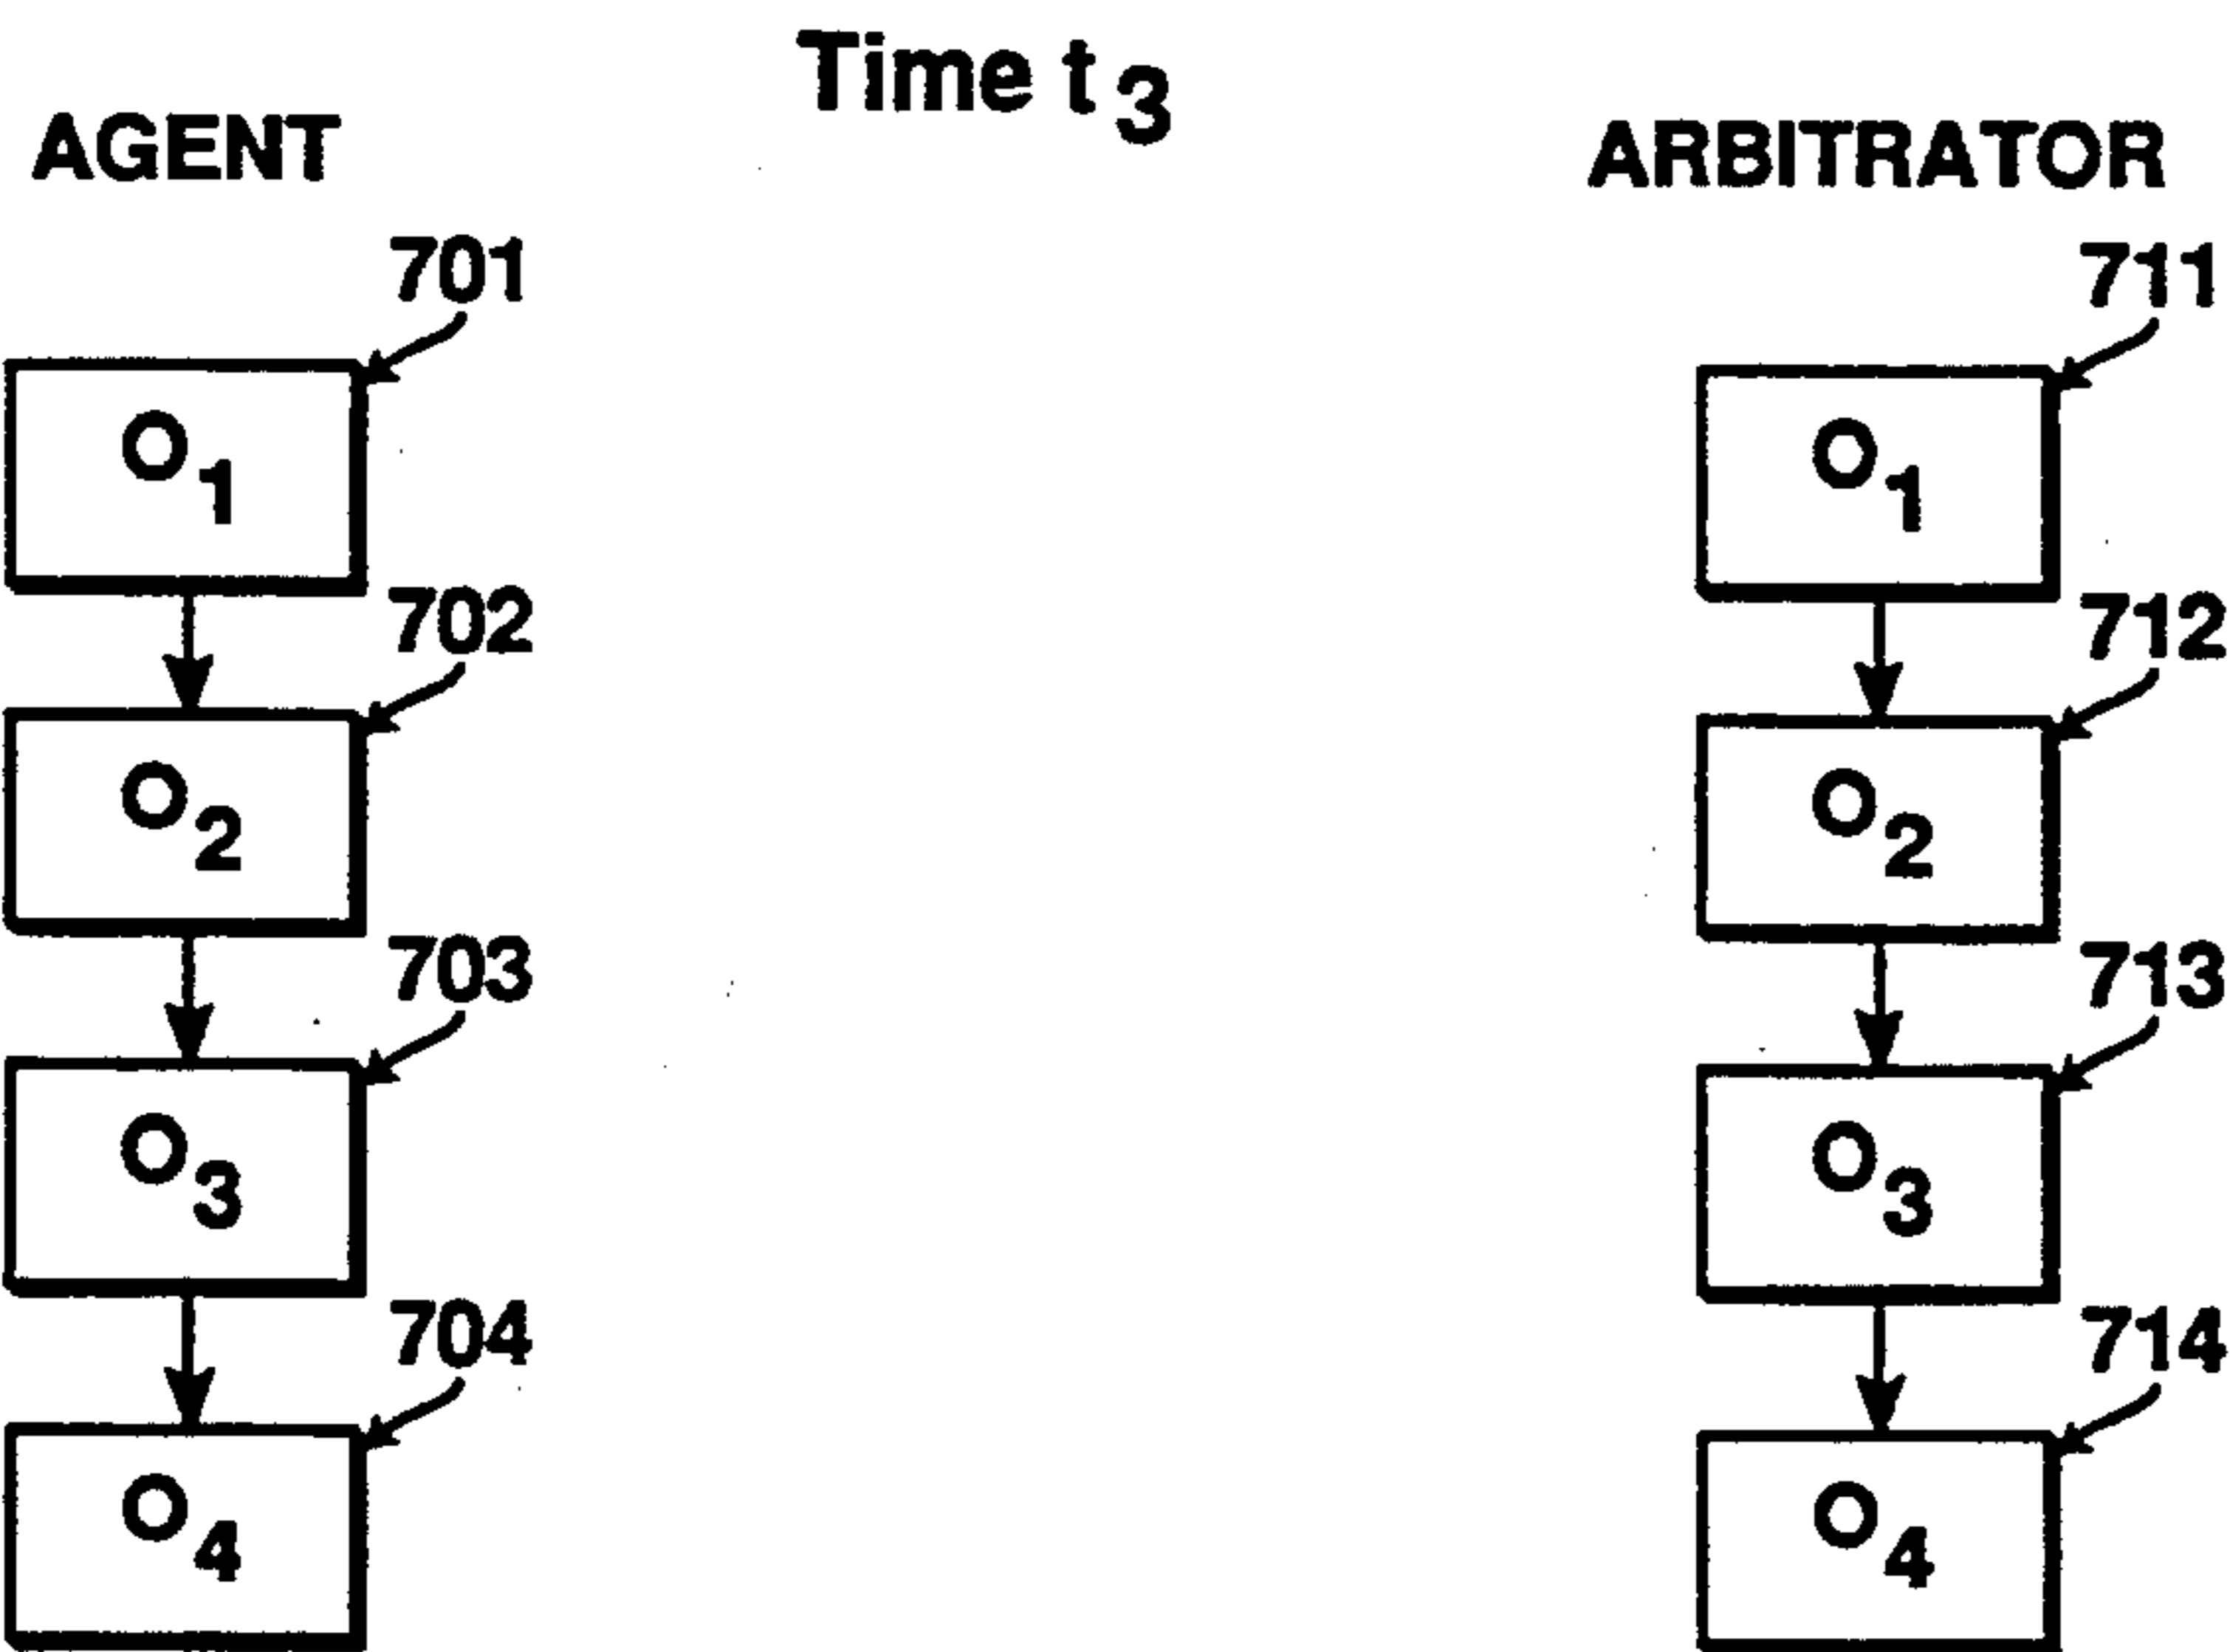 Time t3
AGENT
ARBITRATOR
701
711
O1
O1
702
712
O2
O2
703
713
O3
O3
704
714
O4
O4